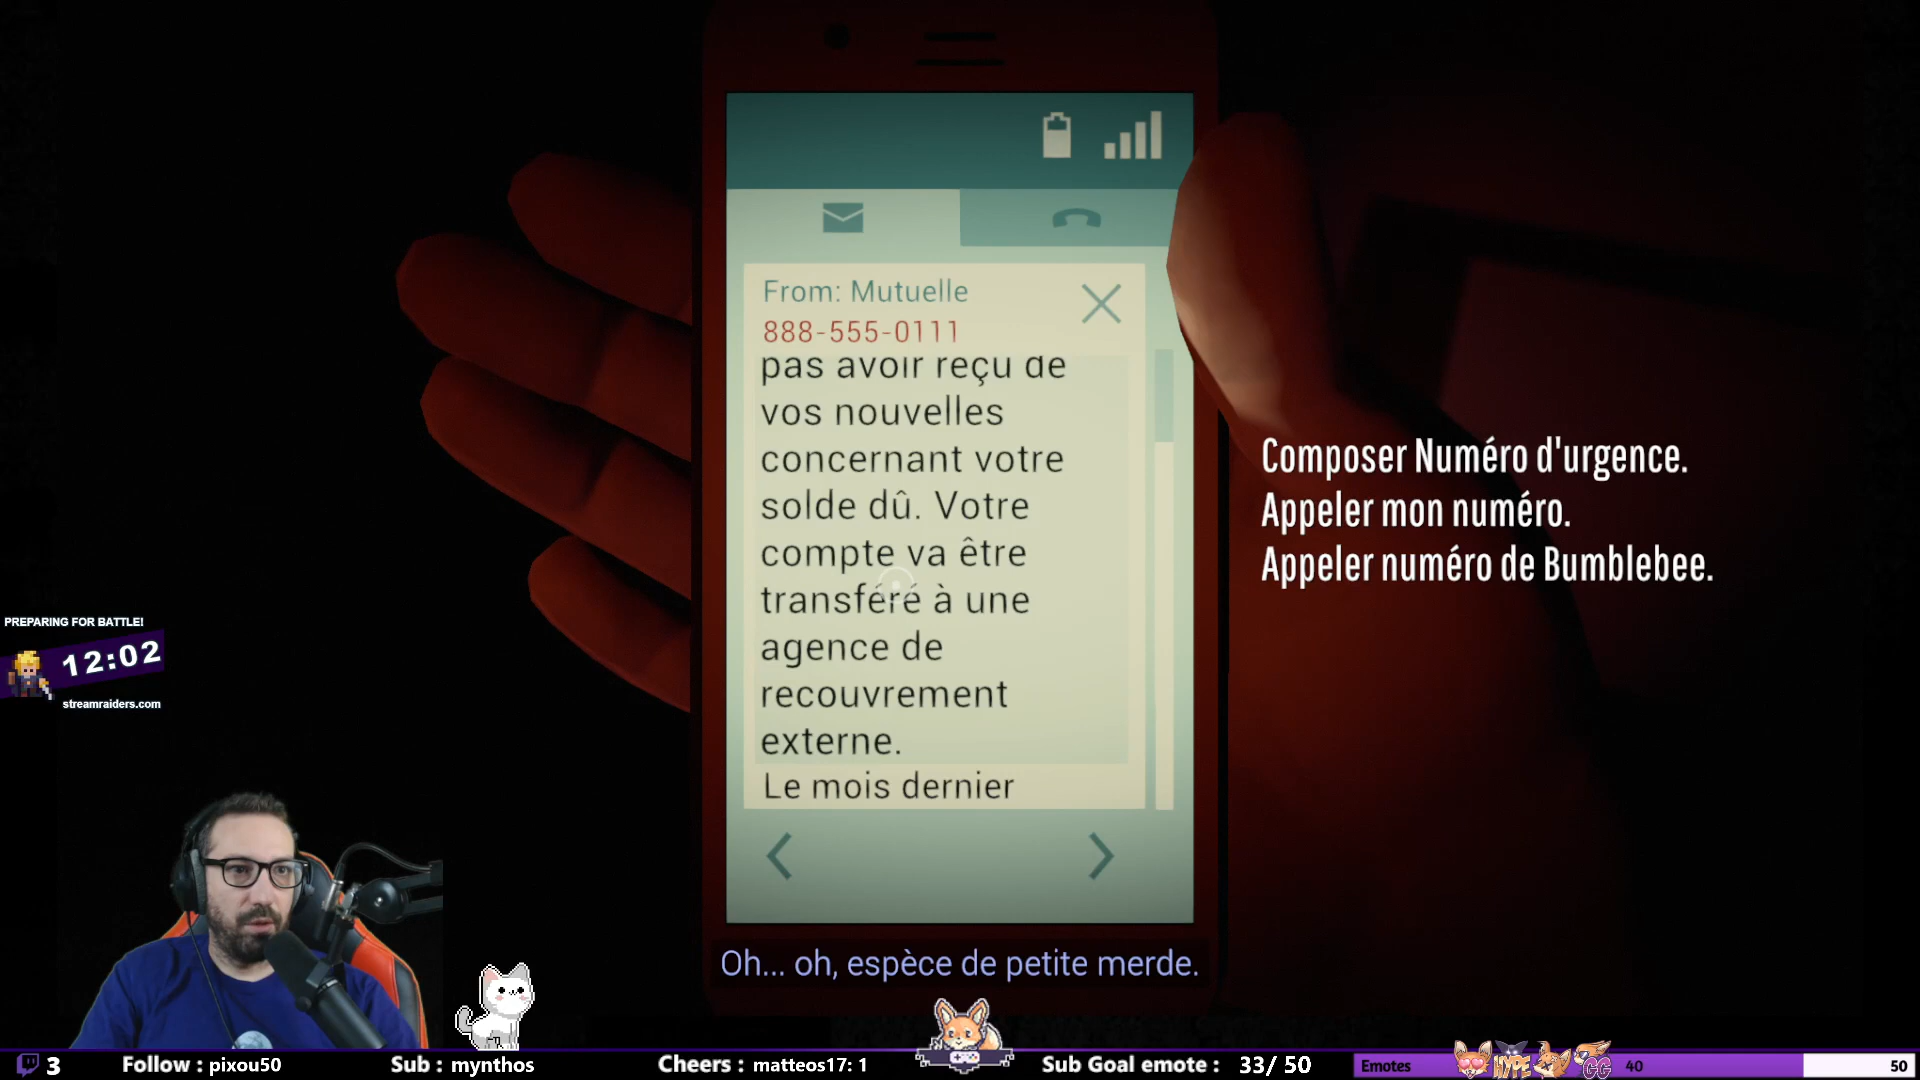 From: Mutuelle
888-555-0111
pas avoir reçu de
vos nouvelles
concernant votre
solde dû. Votre
compte va être
transféré à une
agence de
recouvrement
externe.
Le mois dernier
Composer Numéro d'urgence.
Appeler mon numéro.
Appeler numéro de Bumblebee.
PREPARING FOR BATTLE!
12:02
streamraiders.com
Oh... oh, espèce de petite merde.
3
Follow : pixou50
Sub : mynthos
Cheers : matteos17: 1
Sub Goal emote : 33/ 50
Emotes
HYPE
GG
40
50